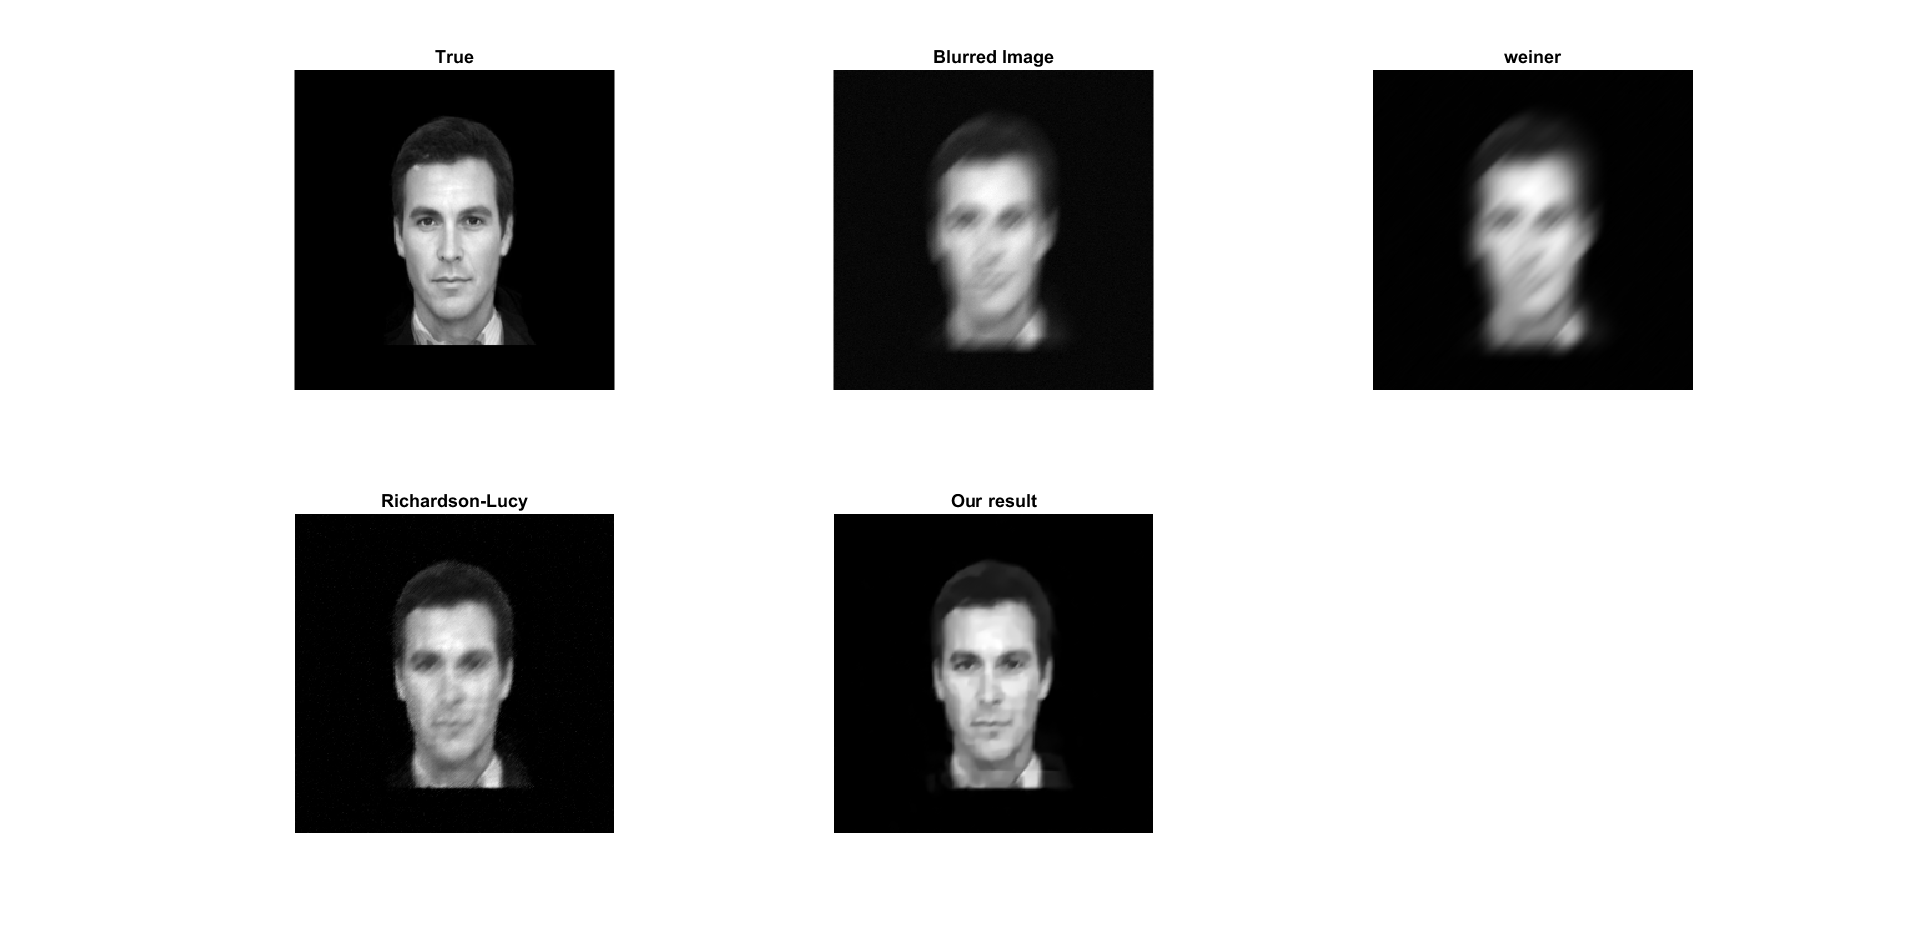 True
Blurred Image
weiner
Richardson-Lucy
Our result